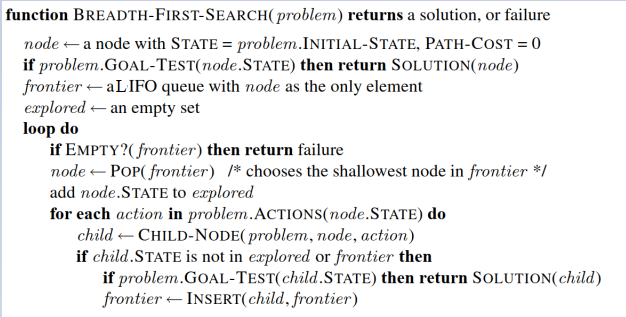 function BREADTH-FIRST-SEARCH(problem) returns a solution, or failure
node ← a node with STATE = problem.INITIAL-STATE, PATH-COST = 0
if problem.GOAL-TEST(node.STATE) then return SOLUTION(node)
frontier ← a LIFO queue with node as the only element
explored ← an empty set
loop do
if EMPTY?(frontier) then return failure
node ← POP(frontier) /* chooses the shallowest node in frontier */
add node.STATE to explored
for each action in problem.ACTIONS(node.STATE) do
child ← CHILD-NODE(problem, node, action)
if child.STATE is not in explored or frontier then
if problem.GOAL-TEST(child.STATE) then return SOLUTION(child)
frontier ← INSERT(child, frontier)